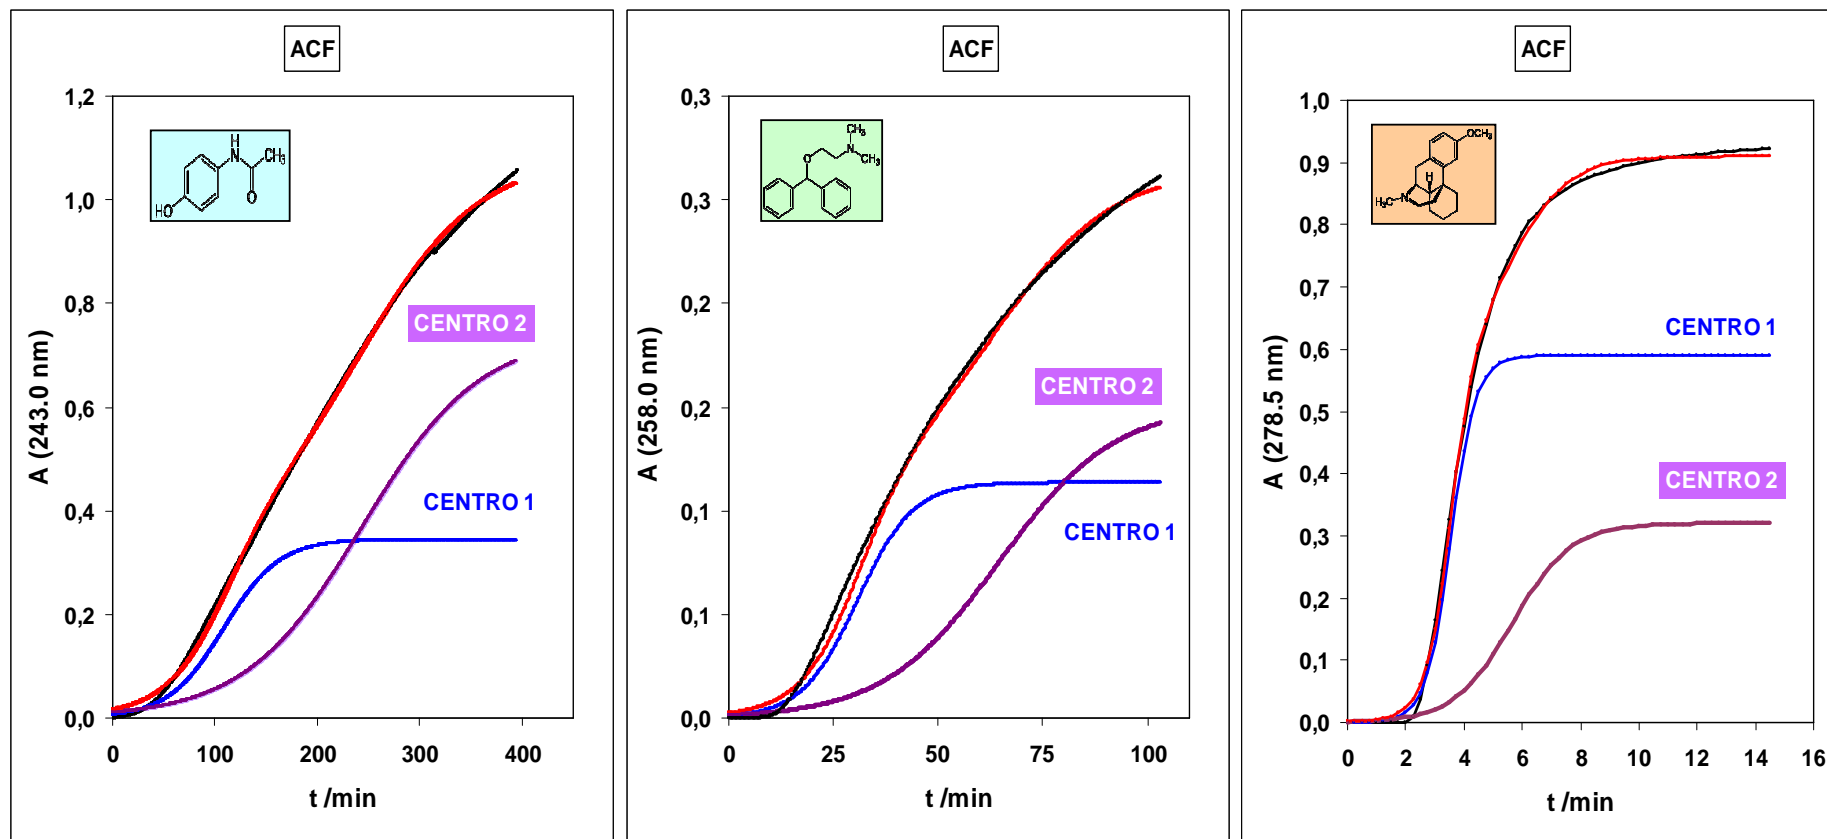 ACF
1,2
1,0
0,8
0,6
0,4
0,2
0,0
A (243.0 nm)
H
N
CH₃
HO
O
CENTRO 2
CENTRO 1
0
100
200
300
400
t /min
ACF
0,3
0,3
0,2
0,2
0,1
0,1
0,0
A (258.0 nm)
CH₃
N
O
CH₃
CENTRO 2
CENTRO 1
0
25
50
75
100
t /min
ACF
1,0
0,9
0,8
0,7
0,6
0,5
0,4
0,3
0,2
0,1
0,0
A (278.5 nm)
OCH₃
H
H₃C
N
CENTRO 1
CENTRO 2
0
2
4
6
8
10
12
14
16
t /min